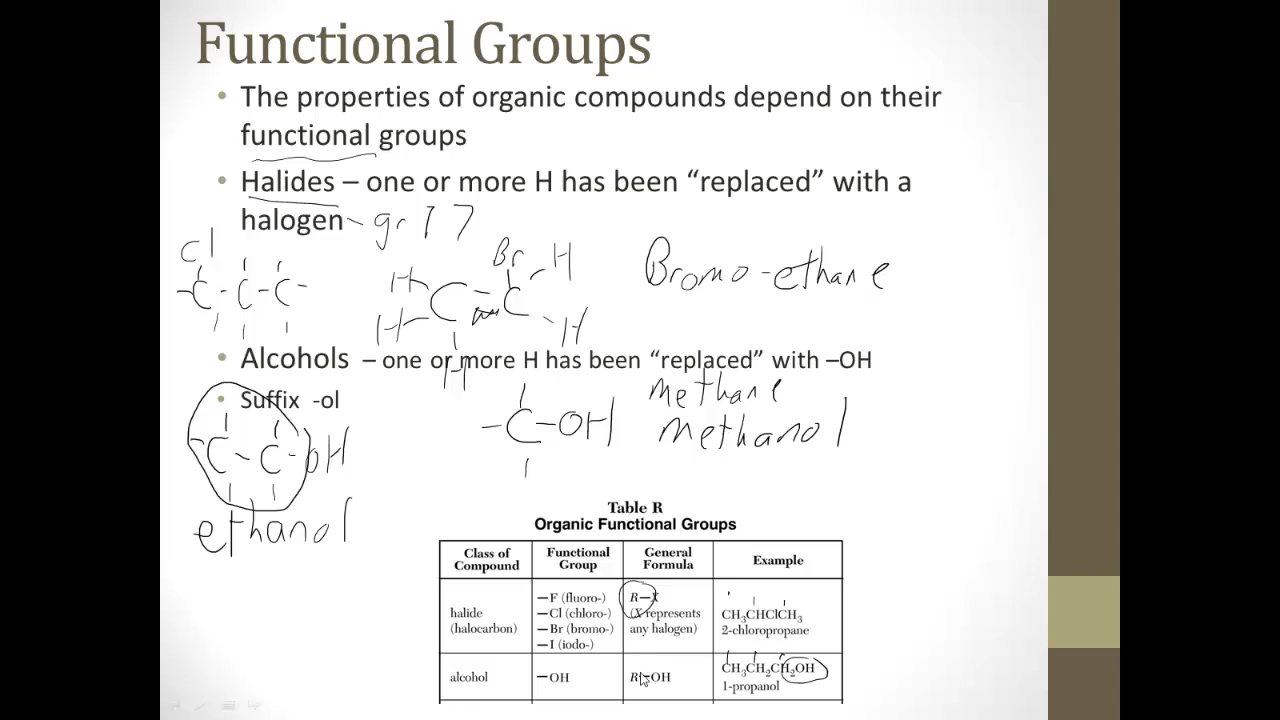 Functional Groups
• The properties of organic compounds depend on their
functional groups
• Halides – one or more H has been “replaced” with a
halogen - gr 17
Cl
C - C - C
Br H
H C - C
H H
H
Bromo-ethane
• Alcohols – one or more H has been “replaced” with –OH
• Suffix -ol
C - C - OH
ethanol
C-OH
methane
methanol
Table R
Organic Functional Groups
Class of Compound Functional Group General Formula Example
halide (halocarbon)
—F (fluoro-)
—Cl (chloro-)
—Br (bromo-)
—I (iodo-)
R—X
(X represents
any halogen)
CH₃CHClCH₃
2-chloropropane
alcohol —OH R—OH CH₃CH₂CH₂OH
1-propanol